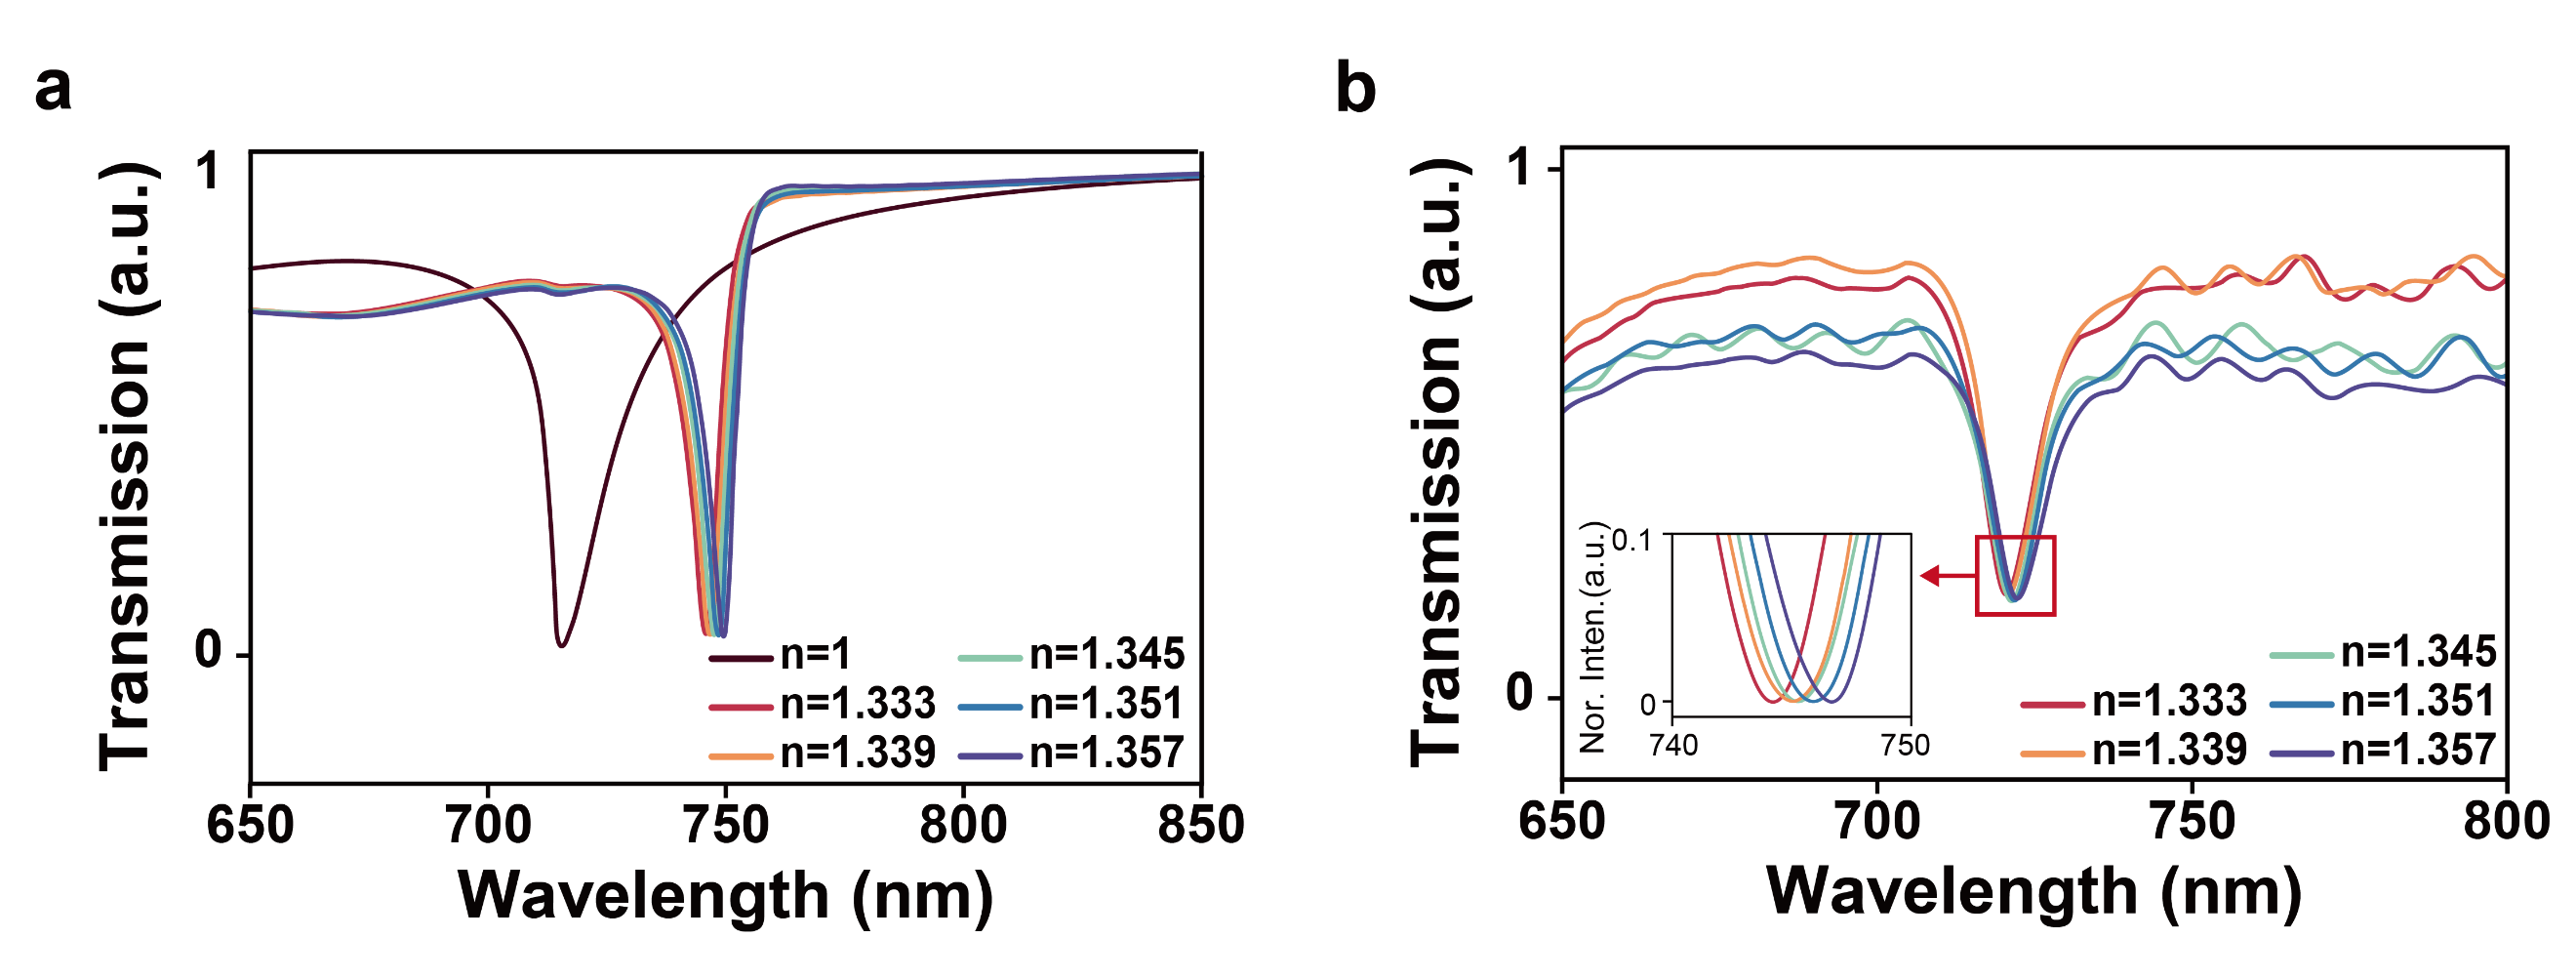 a
Transmission (a.u.)
1
0
n=1
n=1.333
n=1.339
n=1.345
n=1.351
n=1.357
650 700 750 800 850
Wavelength (nm)
b
Transmission (a.u.)
1
0
Nor. Inten.(a.u.)
0.1
0
740 750
n=1.333
n=1.339
n=1.345
n=1.351
n=1.357
650 700 750 800
Wavelength (nm)